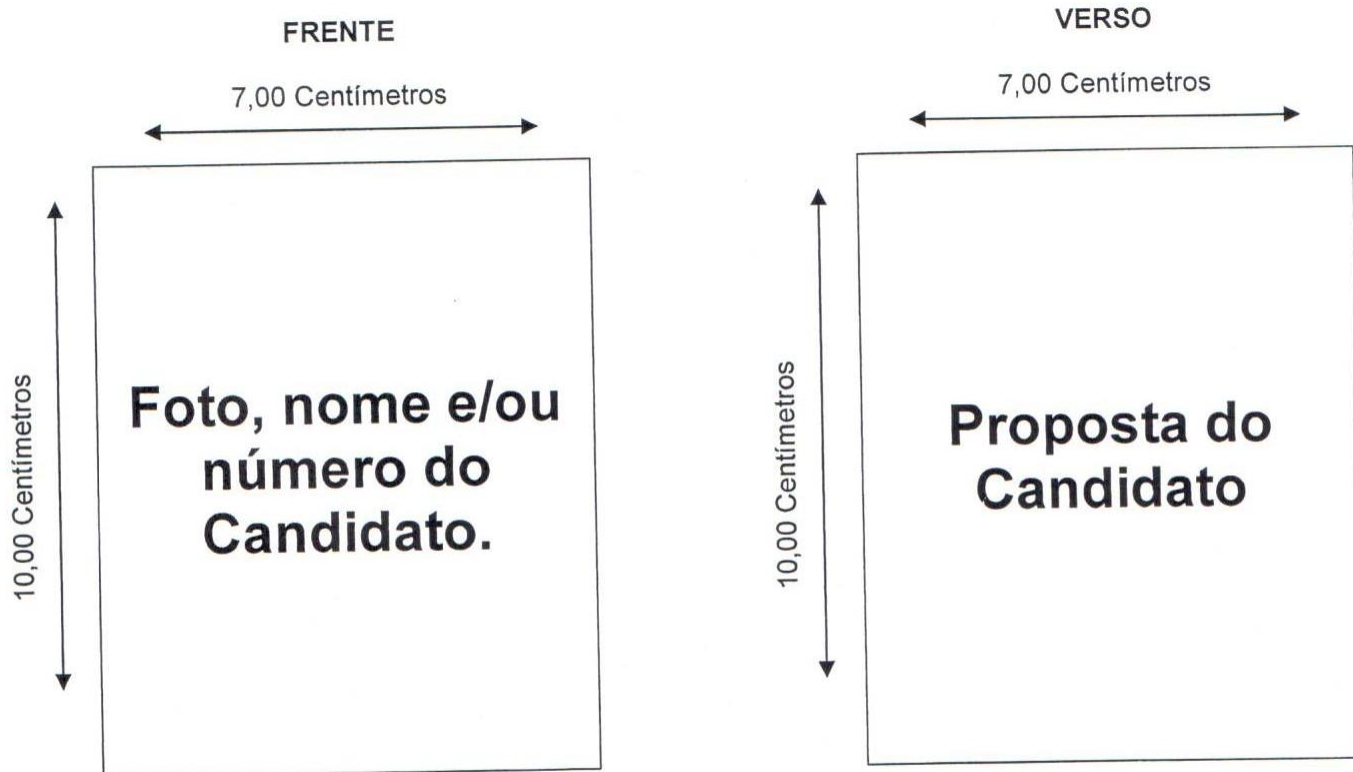 FRENTE
7,00 Centímetros
10,00 Centímetros
Foto, nome e/ou
número do
Candidato.
VERSO
7,00 Centímetros
10,00 Centímetros
Proposta do
Candidato